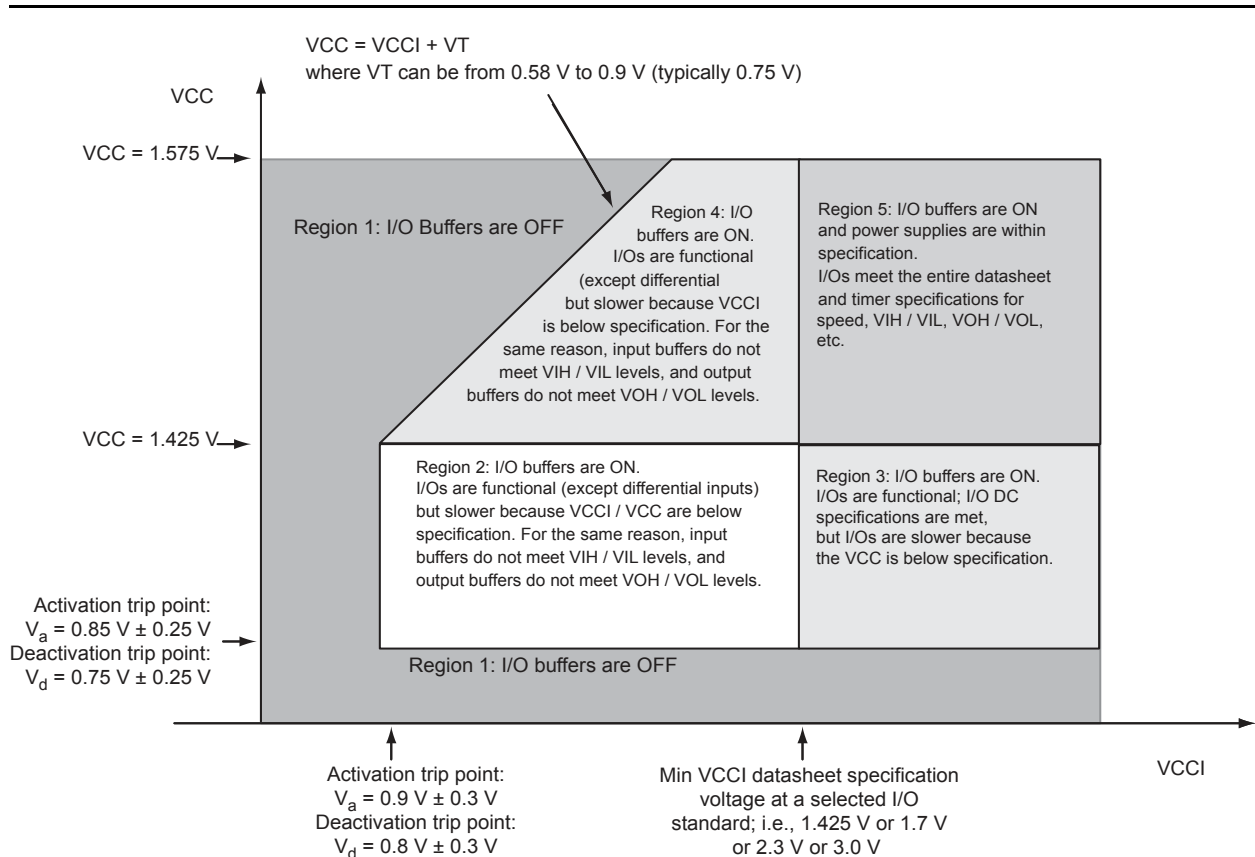 VCC = VCCI + VT
where VT can be from 0.58 V to 0.9 V (typically 0.75 V)
VCC
VCC = 1.575 V
Region 1: I/O Buffers are OFF
Region 4: I/O
buffers are ON.
I/Os are functional
(except differential
but slower because VCCI
is below specification. For the
same reason, input buffers do not
meet VIH / VIL levels, and output
buffers do not meet VOH / VOL levels.
Region 5: I/O buffers are ON
and power supplies are within
specification.
I/Os meet the entire datasheet
and timer specifications for
speed, VIH / VIL, VOH / VOL,
etc.
VCC = 1.425 V
Region 2: I/O buffers are ON.
I/Os are functional (except differential inputs)
but slower because VCCI / VCC are below
specification. For the same reason, input
buffers do not meet VIH / VIL levels, and
output buffers do not meet VOH / VOL levels.
Region 3: I/O buffers are ON.
I/Os are functional; I/O DC
specifications are met,
but I/Os are slower because
the VCC is below specification.
Activation trip point:
Va = 0.85 V ± 0.25 V
Deactivation trip point:
Vd = 0.75 V ± 0.25 V
Region 1: I/O buffers are OFF
Activation trip point:
Va = 0.9 V ± 0.3 V
Deactivation trip point:
Vd = 0.8 V ± 0.3 V
Min VCCI datasheet specification
voltage at a selected I/O
standard; i.e., 1.425 V or 1.7 V
or 2.3 V or 3.0 V
VCCI